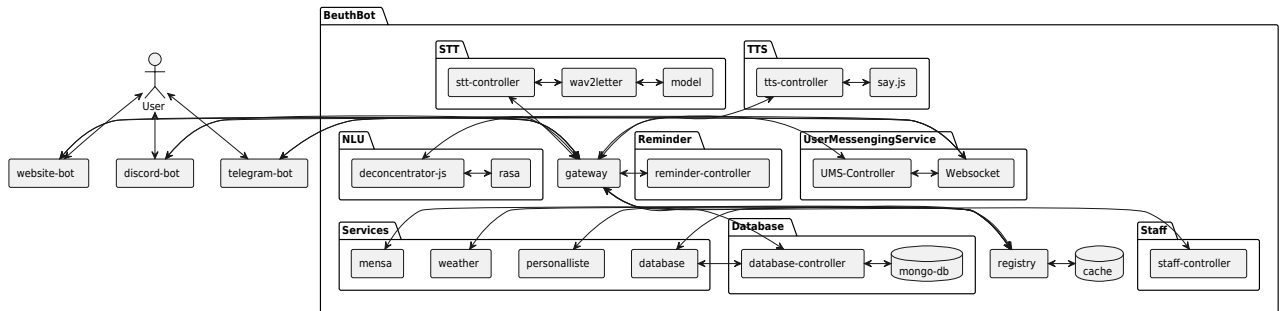 BeuthBot
STT
TTS
stt-controller
wav2letter
model
tts-controller
say.js
User
NLU
Reminder
UserMessengingService
website-bot
discord-bot
telegram-bot
deconcentrator-js
rasa
gateway
reminder-controller
UMS-Controller
Websocket
Services
Database
Staff
mensa
weather
personalliste
database
database-controller
mongo-db
registry
cache
staff-controller